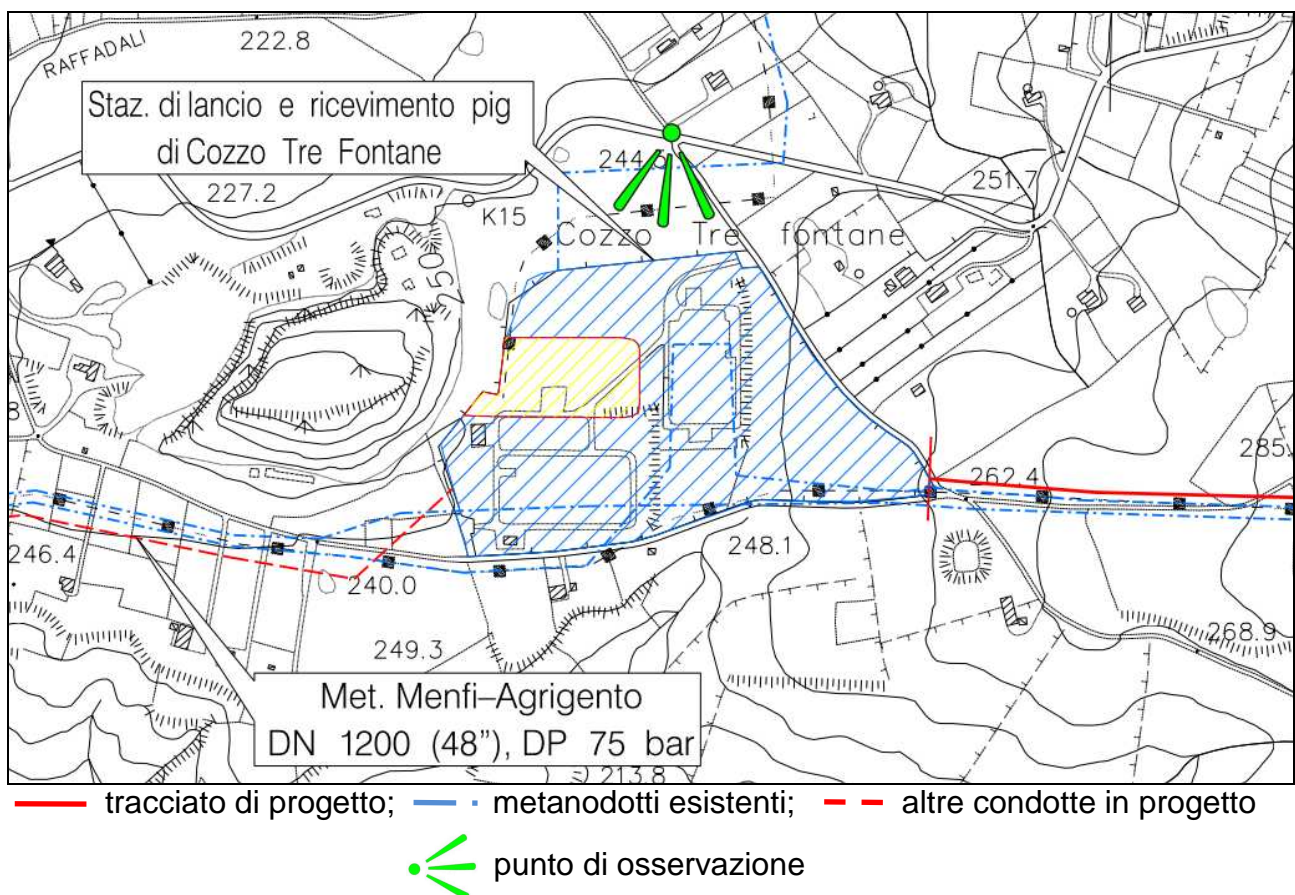 RAFFADALI
222.8
Staz. di lancio e ricevimento pig
di Cozzo Tre Fontane
227.2
K15
250
244.5
251.7
Cozzo Tre fontane
262.4
285.
8
246.4
240.0
248.1
249.3
268.9
Met. Menfi–Agrigento
DN 1200 (48"), DP 75 bar
213.8
tracciato di progetto; metanodotti esistenti; altre condotte in progetto
punto di osservazione